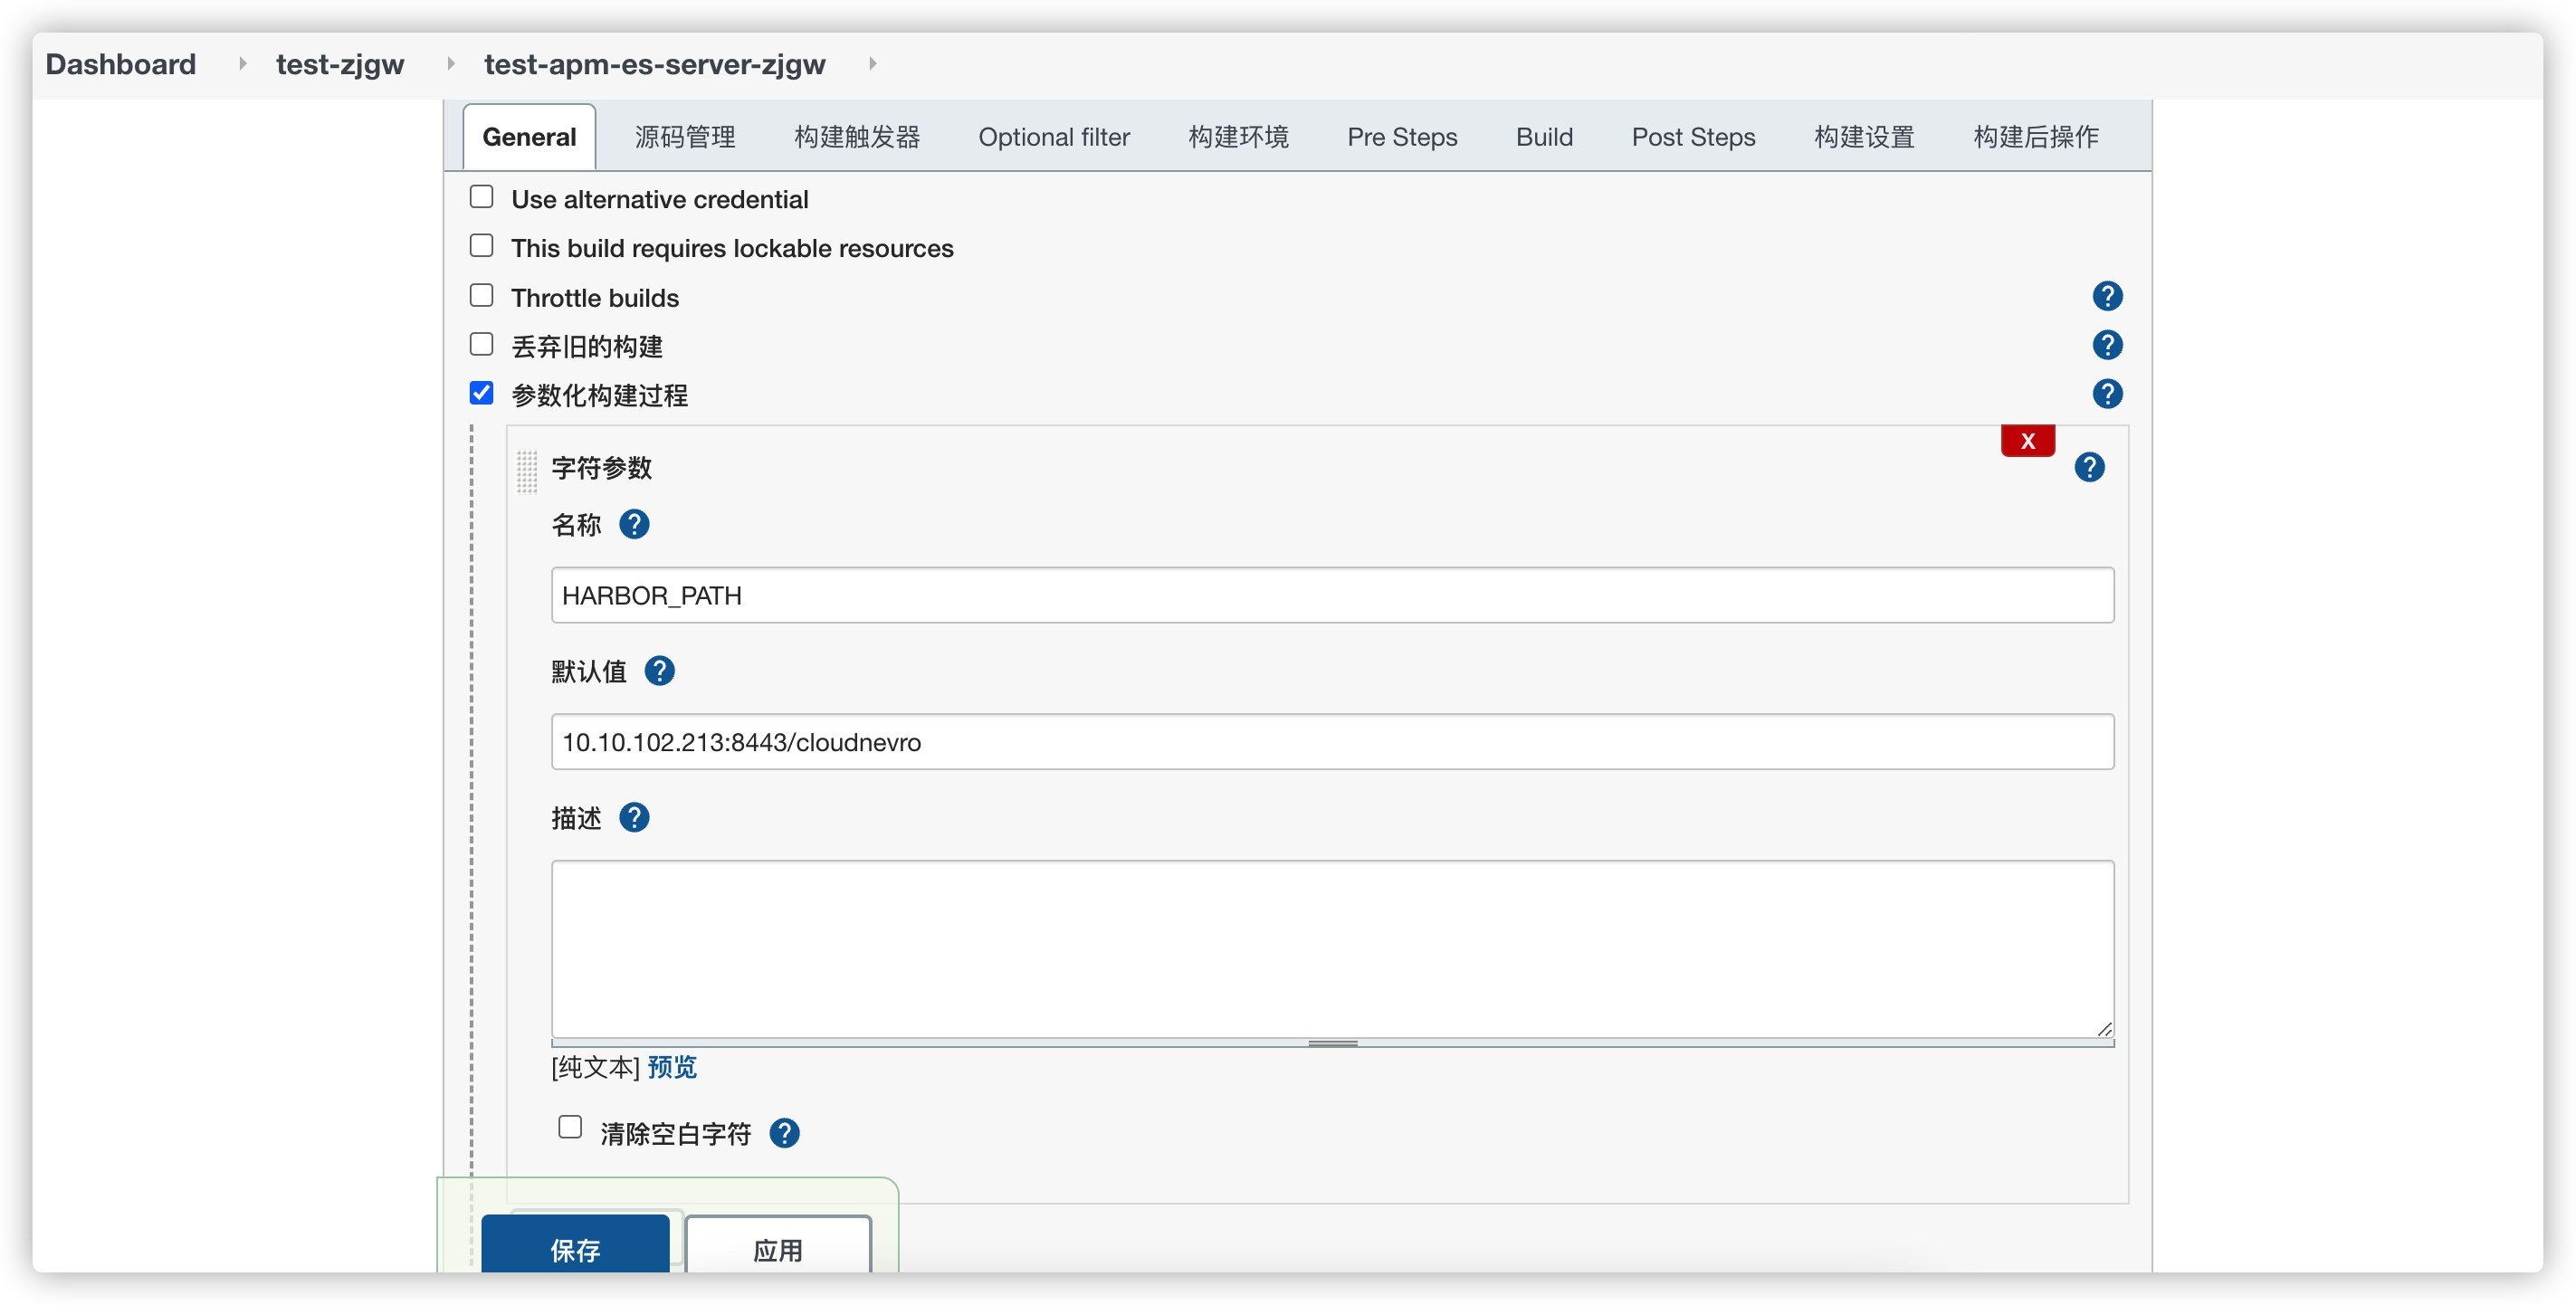 Dashboard test-zjgw test-apm-es-server-zjgw
General 源码管理 构建触发器 Optional filter 构建环境 Pre Steps Build Post Steps 构建设置 构建后操作
Use alternative credential
This build requires lockable resources
Throttle builds ?
丢弃旧的构建 ?
参数化构建过程 ?
X
字符参数 ?
名称 ?
HARBOR_PATH
默认值 ?
10.10.102.213:8443/cloudnevro
描述 ?
[纯文本] 预览
清除空白字符 ?
保存 应用